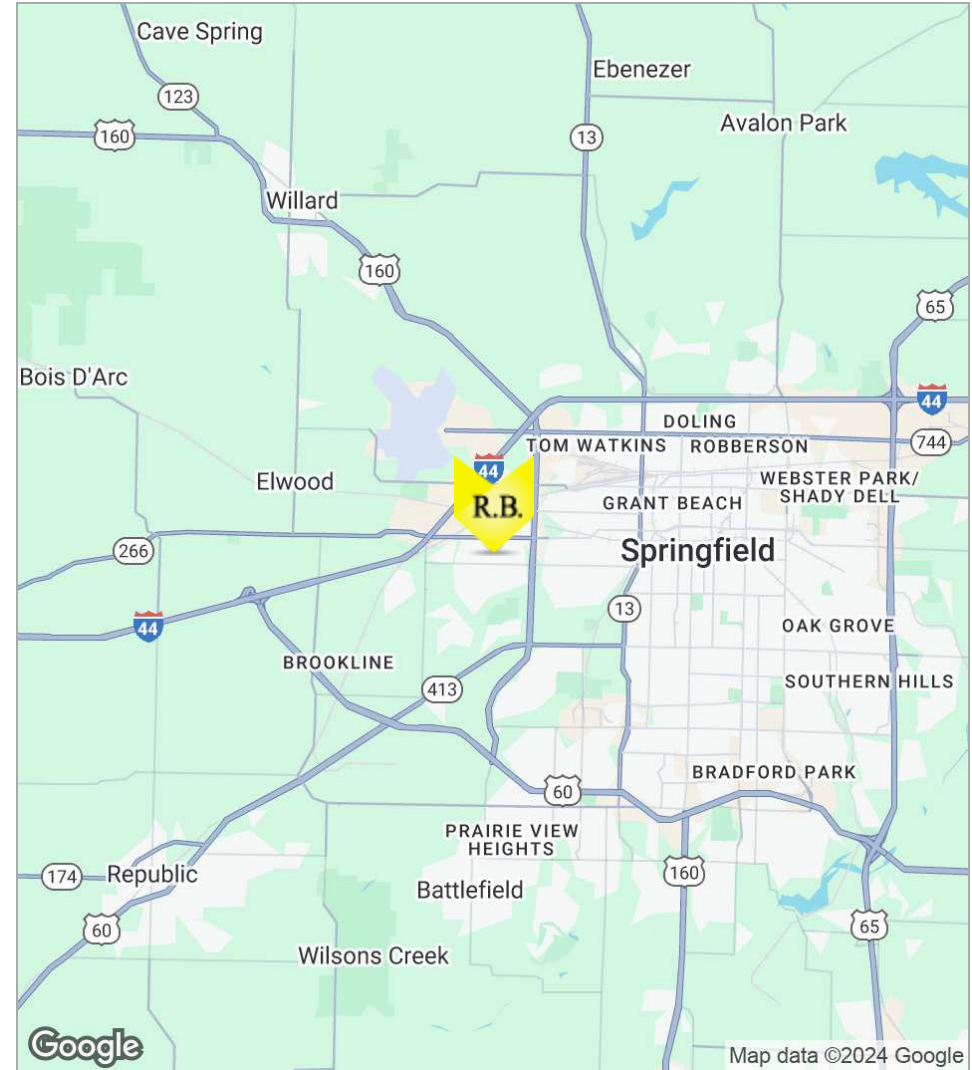 Cave Spring
Ebenezer
123
Avalon Park
160
13
Willard
160
65
Bois D'Arc
44
DOLING
744
TOM WATKINS
ROBBERSON
44
Elwood
WEBSTER PARK/
SHADY DELL
GRANT BEACH
R.B.
266
Springfield
13
44
OAK GROVE
BROOKLINE
SOUTHERN HILLS
413
BRADFORD PARK
60
PRAIRIE VIEW
HEIGHTS
174
Republic
160
Battlefield
60
65
Wilsons Creek
Google
Map data ©2024 Google